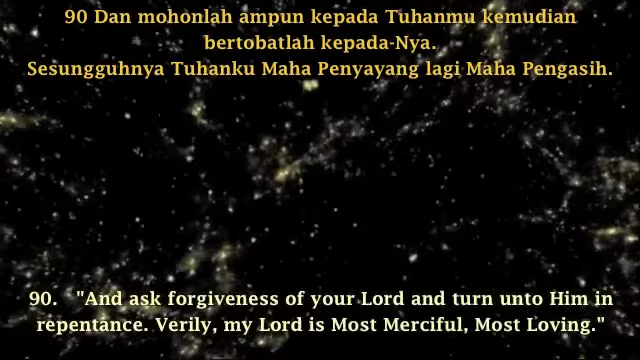 90 Dan mohonlah ampun kepada Tuhanmu kemudian
bertobatlah kepada-Nya.
Sesungguhnya Tuhanku Maha Penyayang lagi Maha Pengasih.
90. "And ask forgiveness of your Lord and turn unto Him in
repentance. Verily, my Lord is Most Merciful, Most Loving."